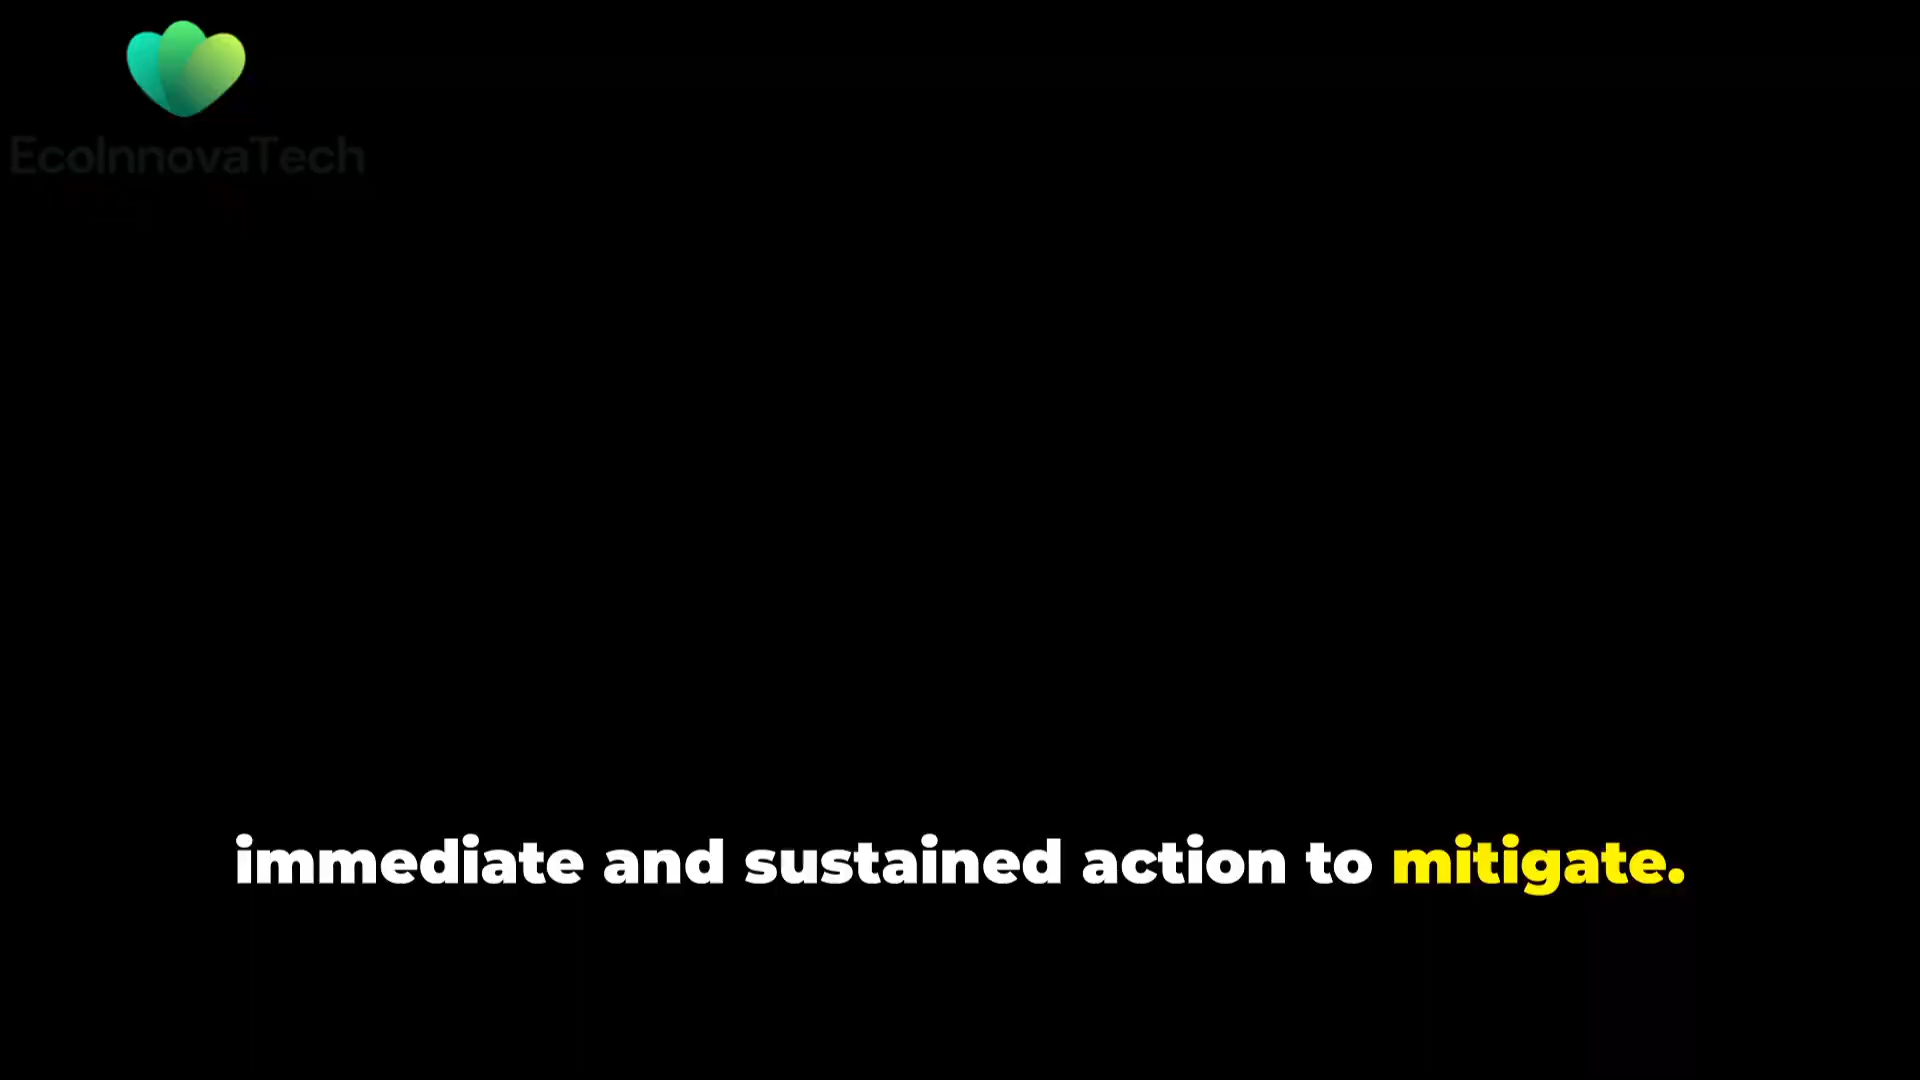 EcoInnovaTech
immediate and sustained action to mitigate.